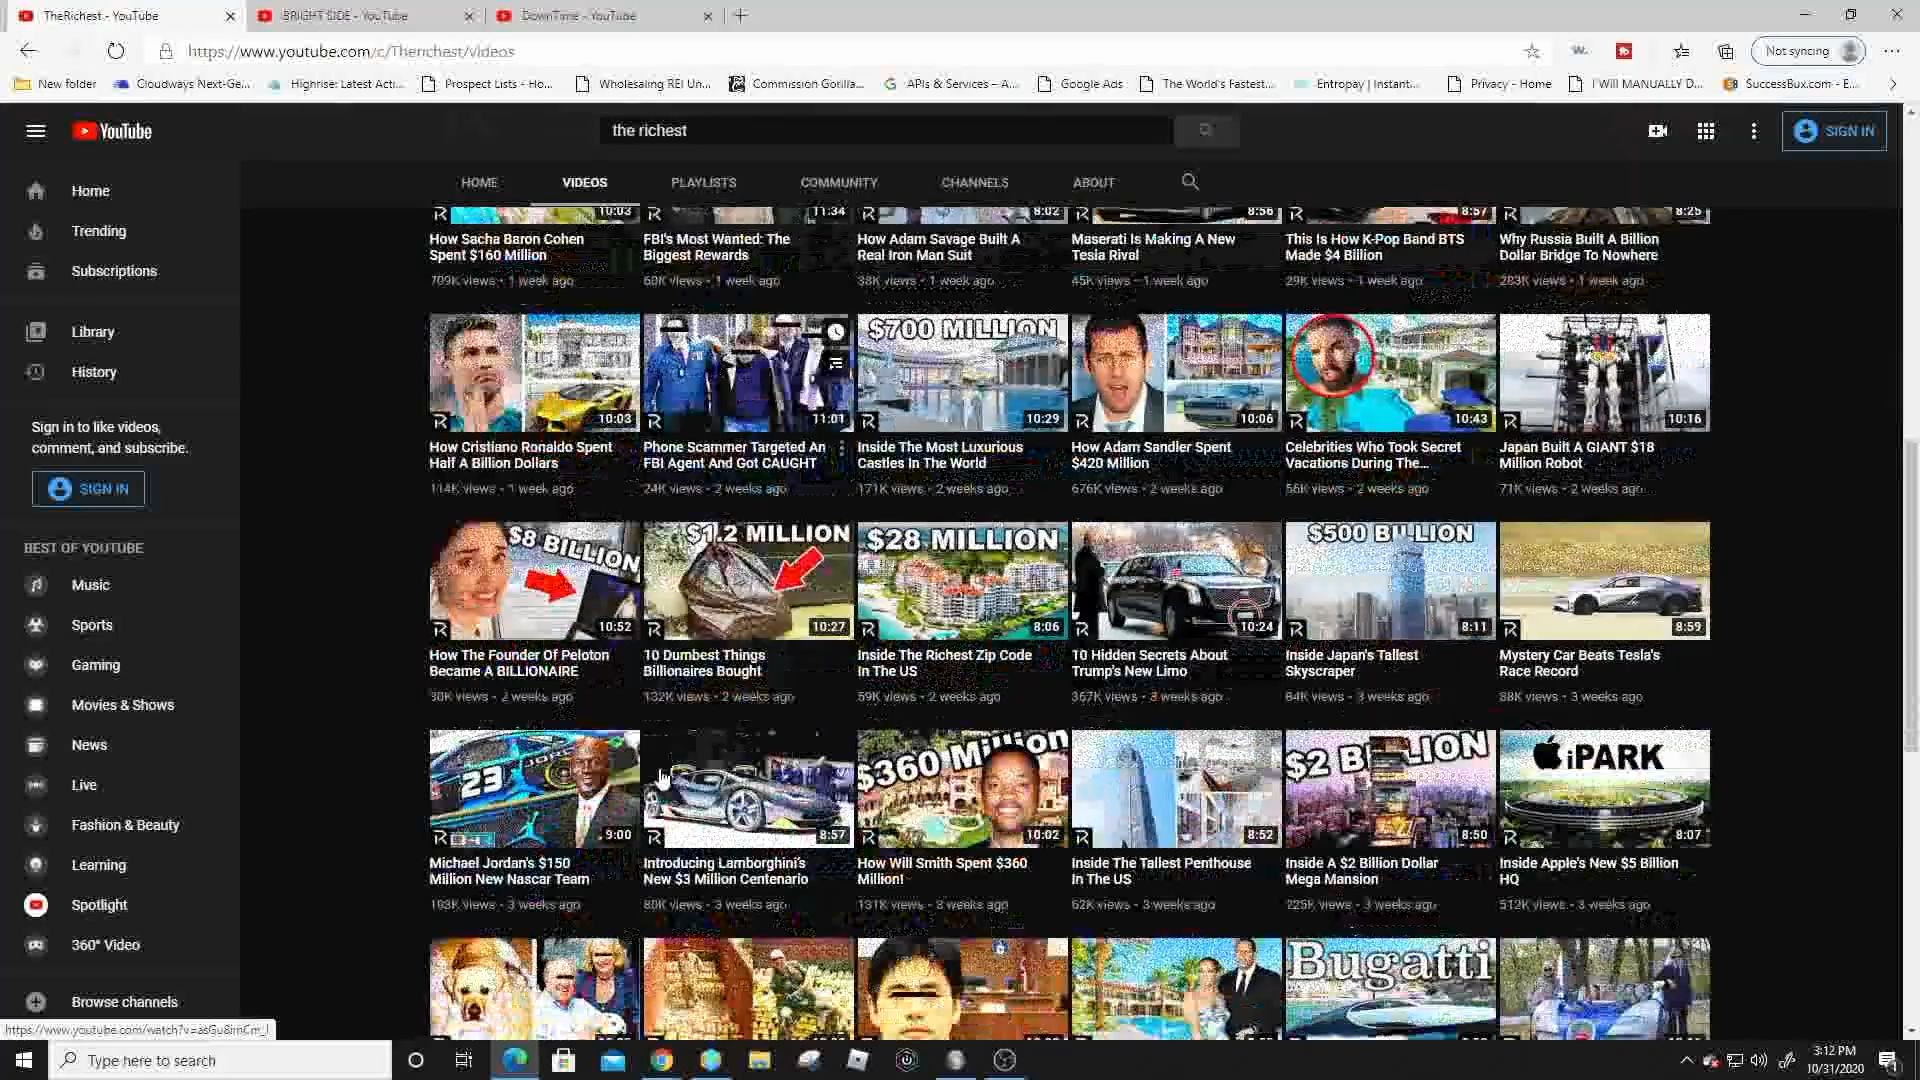 TheRichest - YouTube
BRIGHT SIDE - YouTube
DownTime - YouTube
https://www.youtube.com/c/Therichest/videos
Not syncing
New folder
Cloudways Next-Ge...
Highrise: Latest Acti...
Prospect Lists - Ho...
Wholesaling REI Un...
Commission Gorilla...
APIs & Services – A...
Google Ads
The World's Fastest...
Entropay | Instant...
Privacy - Home
I Will MANUALLY D...
SuccessBux.com - E...
YouTube
the richest
SIGN IN
HOME
VIDEOS
PLAYLISTS
COMMUNITY
CHANNELS
ABOUT
Home
Trending
Subscriptions
Library
History
Sign in to like videos,
comment, and subscribe.
SIGN IN
BEST OF YOUTUBE
Music
Sports
Gaming
Movies & Shows
News
Live
Fashion & Beauty
Learning
Spotlight
360° Video
Browse channels
10:03
11:34
8:02
8:56
8:57
8:25
How Sacha Baron Cohen
Spent $160 Million
709K views • 1 week ago
FBI's Most Wanted: The
Biggest Rewards
60K views • 1 week ago
How Adam Savage Built A
Real Iron Man Suit
38K views • 1 week ago
Maserati Is Making A New
Tesla Rival
45K views • 1 week ago
This Is How K-Pop Band BTS
Made $4 Billion
29K views • 1 week ago
Why Russia Built A Billion
Dollar Bridge To Nowhere
283K views • 1 week ago
10:03
11:01
$700 MILLION
10:29
10:06
10:43
10:16
How Cristiano Ronaldo Spent
Half A Billion Dollars
114K views • 1 week ago
Phone Scammer Targeted An
FBI Agent And Got CAUGHT
24K views • 2 weeks ago
Inside The Most Luxurious
Castles In The World
171K views • 2 weeks ago
How Adam Sandler Spent
$420 Million
676K views • 2 weeks ago
Celebrities Who Took Secret
Vacations During The...
56K views • 2 weeks ago
Japan Built A GIANT $18
Million Robot
71K views • 2 weeks ago
$8 BILLION
10:52
$1.2 MILLION
10:27
$28 MILLION
8:06
10:24
$500 BILLION
8:11
8:59
How The Founder Of Peloton
Became A BILLIONAIRE
30K views • 2 weeks ago
10 Dumbest Things
Billionaires Bought
132K views • 2 weeks ago
Inside The Richest Zip Code
In The US
59K views • 2 weeks ago
10 Hidden Secrets About
Trump's New Limo
367K views • 3 weeks ago
Inside Japan's Tallest
Skyscraper
84K views • 3 weeks ago
Mystery Car Beats Tesla's
Race Record
88K views • 3 weeks ago
23
9:00
8:57
$360 Million
10:02
8:52
$2 BILLION
8:50
iPARK
8:07
Michael Jordan's $150
Million New Nascar Team
193K views • 3 weeks ago
Introducing Lamborghini's
New $3 Million Centenario
80K views • 3 weeks ago
How Will Smith Spent $360
Million!
131K views • 3 weeks ago
Inside The Tallest Penthouse
In The US
62K views • 3 weeks ago
Inside A $2 Billion Dollar
Mega Mansion
225K views • 3 weeks ago
Inside Apple's New $5 Billion
HQ
512K views • 3 weeks ago
Bugatti
Type here to search
3:12 PM
10/31/2020